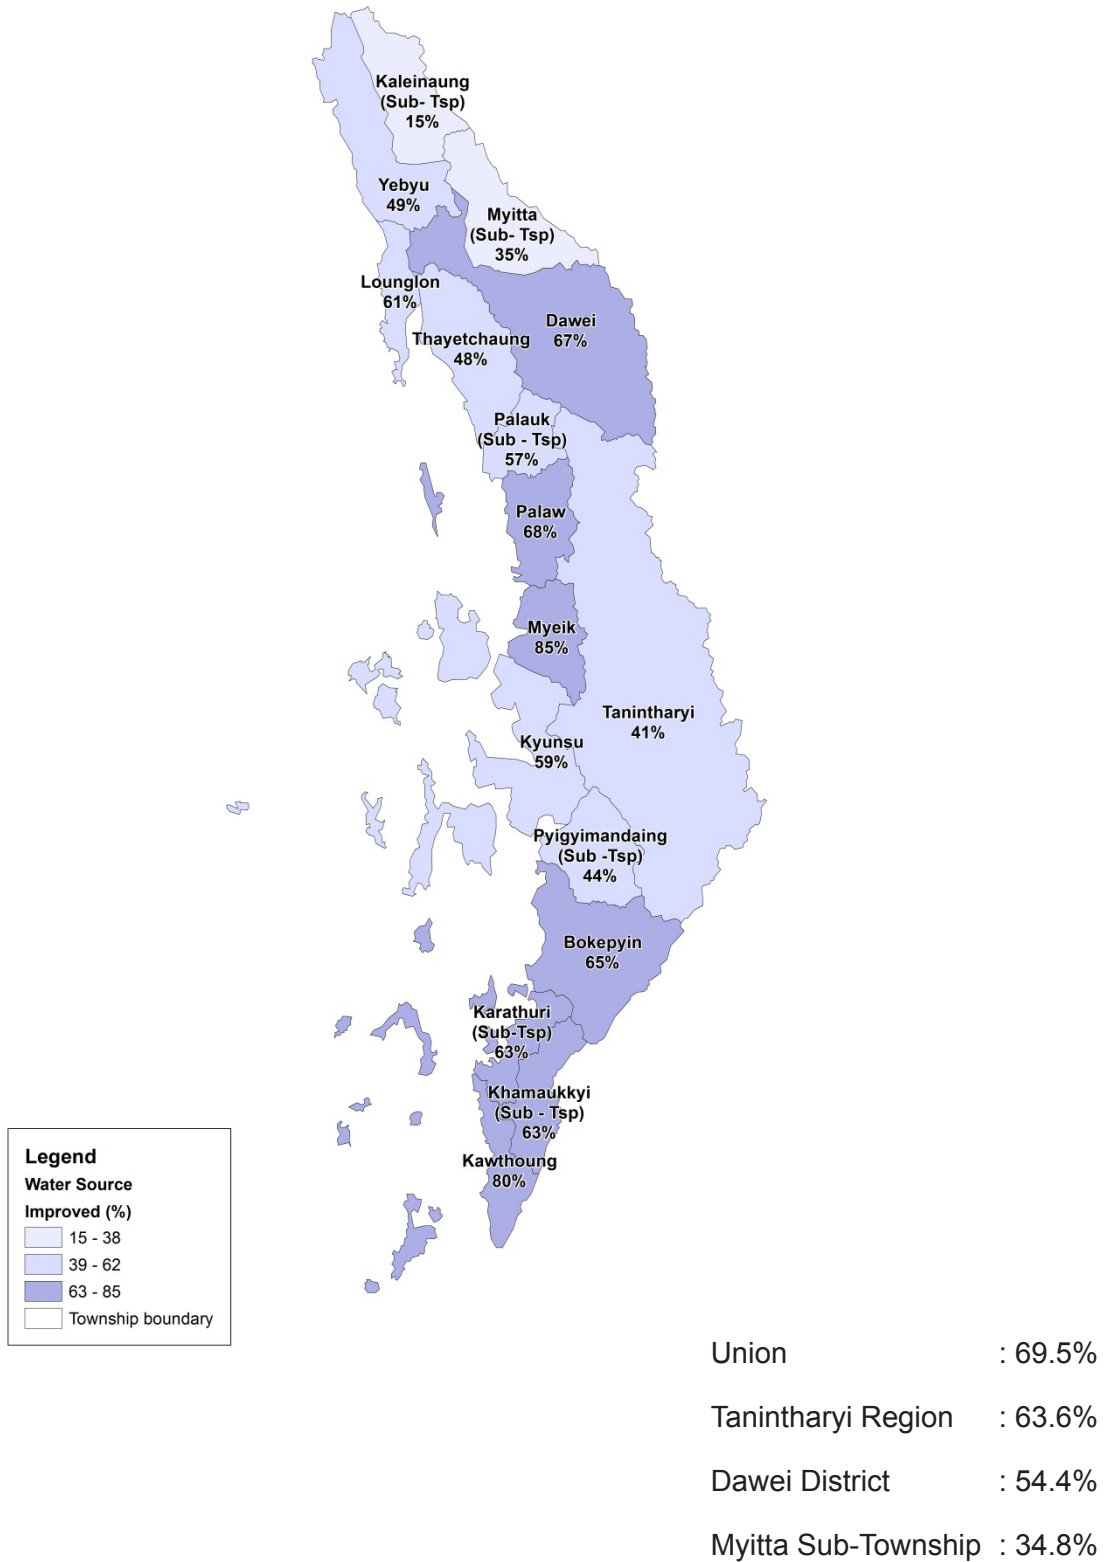 Kaleinaung
(Sub- Tsp)
15%
Yebyu
49%
Myitta
(Sub- Tsp)
35%
Lounglon
61%
Dawei
67%
Thayetchaung
48%
Palauk
(Sub - Tsp)
57%
Palaw
68%
Myeik
85%
Tanintharyi
41%
Kyunsu
59%
Pyigyimandaing
(Sub -Tsp)
44%
Bokepyin
65%
Karathuri
(Sub-Tsp)
63%
Khamaukkyi
(Sub - Tsp)
63%
Kawthoung
80%
Legend
Water Source
Improved (%)
15 - 38
39 - 62
63 - 85
Township boundary
Union : 69.5%
Tanintharyi Region : 63.6%
Dawei District : 54.4%
Myitta Sub-Township : 34.8%